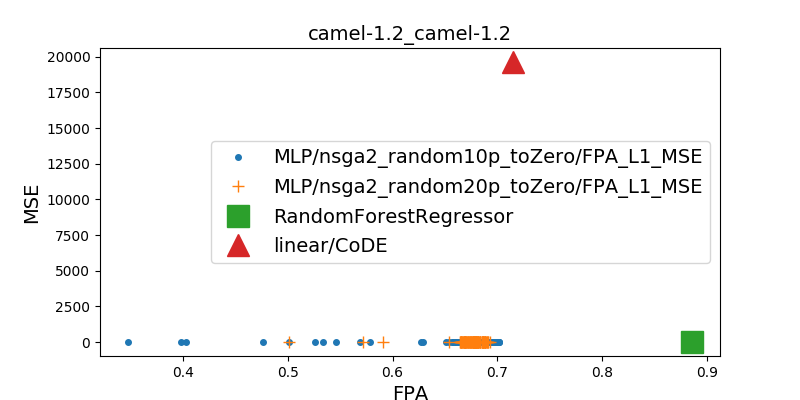 camel-1.2_camel-1.2
20000
17500
15000
12500
10000
7500
5000
2500
0
MSE
MLP/nsga2_random10p_toZero/FPA_L1_MSE
MLP/nsga2_random20p_toZero/FPA_L1_MSE
RandomForestRegressor
linear/CoDE
0.4 0.5 0.6 0.7 0.8 0.9
FPA